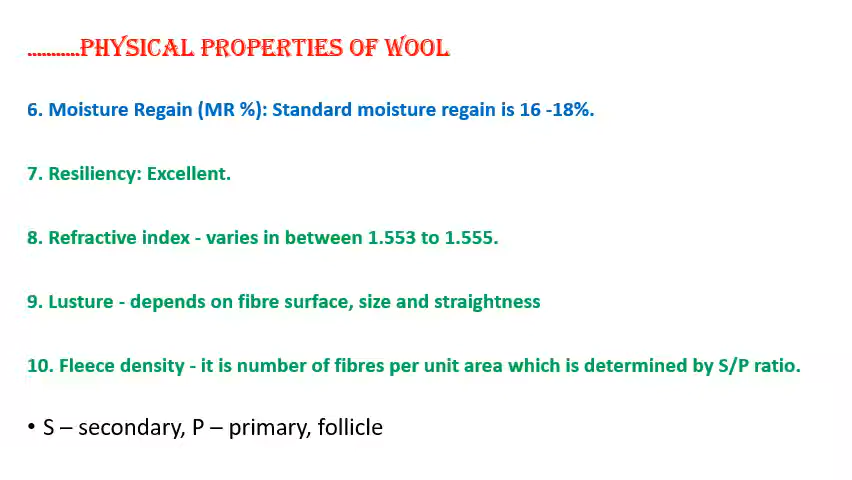 ...........PHYSICAL PROPERTIES OF WOOL
6. Moisture Regain (MR %): Standard moisture regain is 16 -18%.
7. Resiliency: Excellent.
8. Refractive index - varies in between 1.553 to 1.555.
9. Lusture - depends on fibre surface, size and straightness
10. Fleece density - it is number of fibres per unit area which is determined by S/P ratio.
• S – secondary, P – primary, follicle